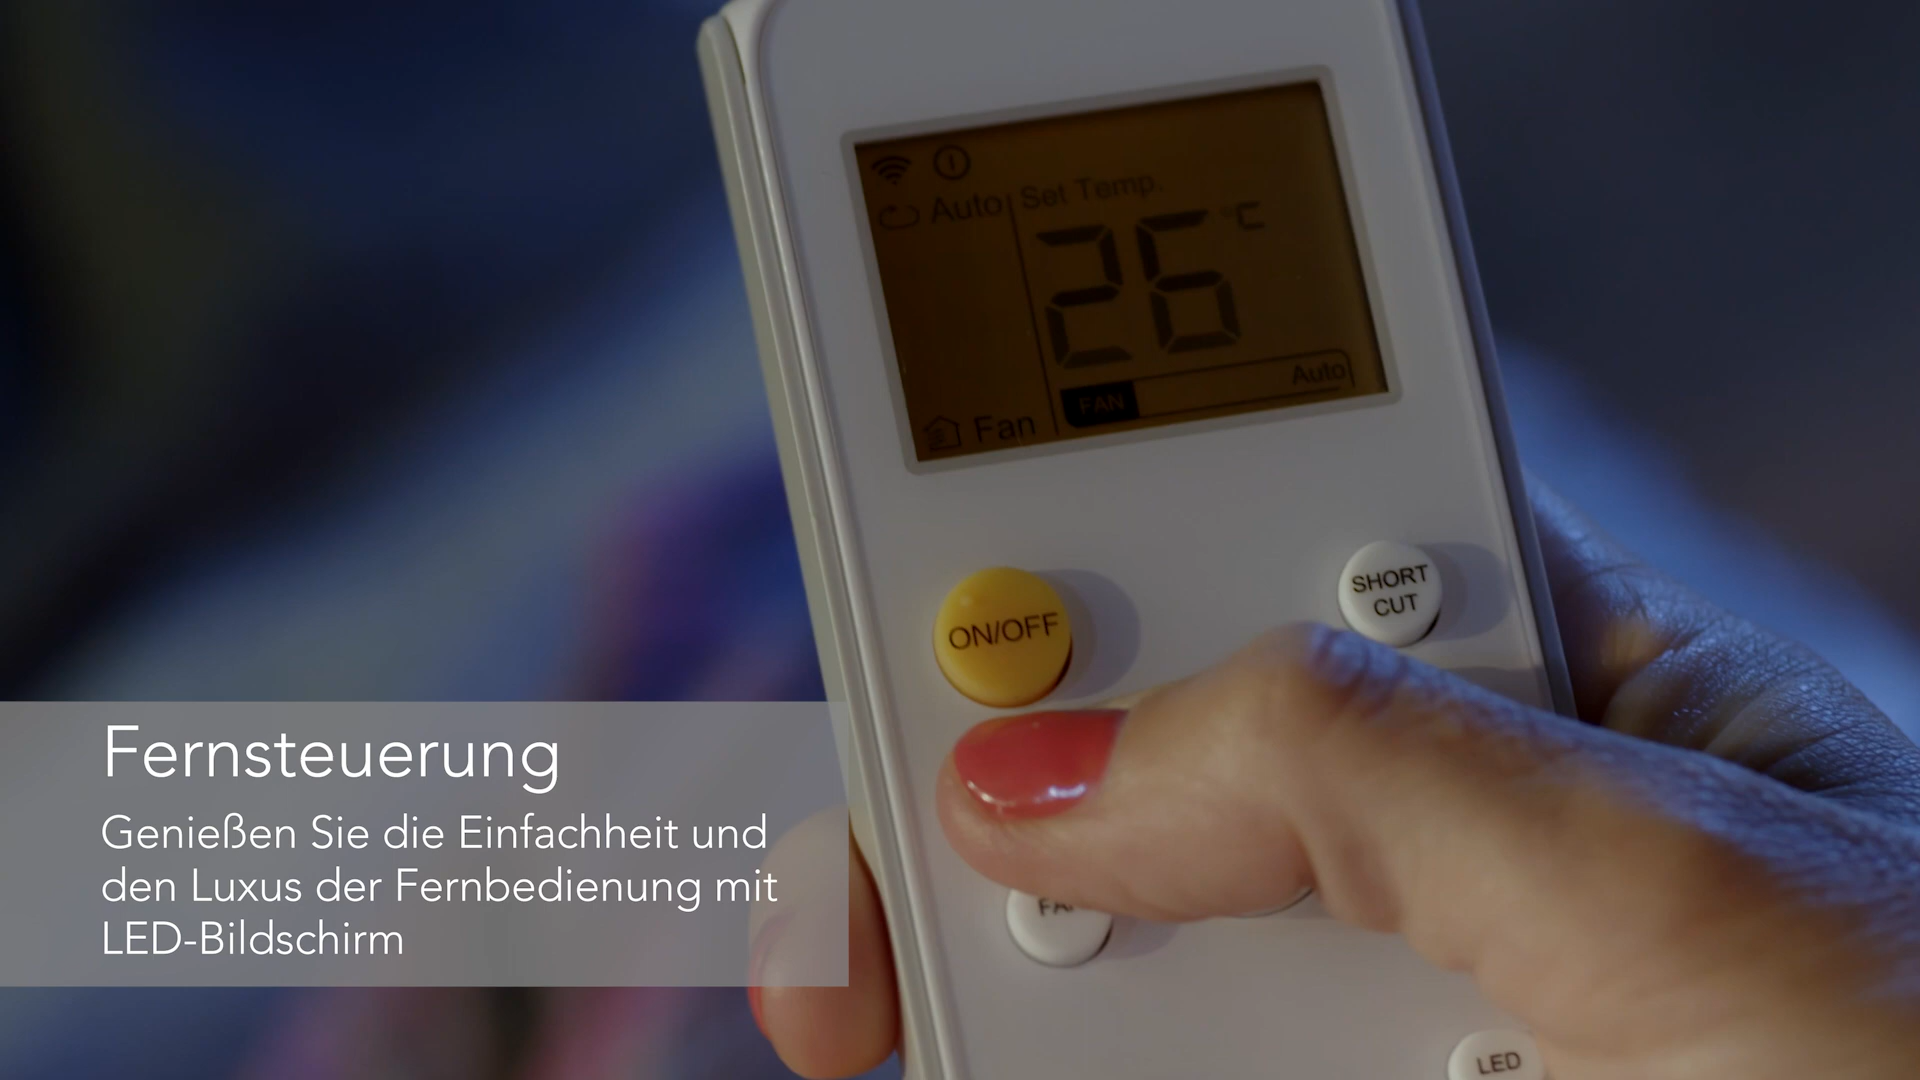 Auto
Set Temp.
26 °C
Fan
FAN
Auto
ON/OFF
SHORT
CUT
Fernsteuerung
Genießen Sie die Einfachheit und
den Luxus der Fernbedienung mit
LED-Bildschirm
LED